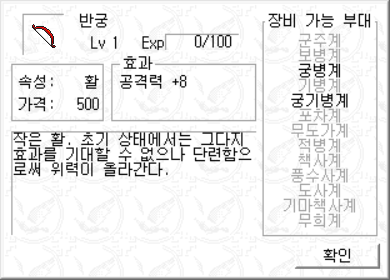 반궁
Lv 1 Exp 0/100
속성: 활
가격: 500
효과
공격력 +8
작은 활. 초기 상태에서는 그다지
효과를 기대할 수 없으나 단련함으
로써 위력이 올라간다.
장비 가능 부대
군주계
보병계
궁병계
기병계
궁기병계
포차계
무도가계
적병계
책사계
풍수사계
도사계
기마책사계
무희계
확인